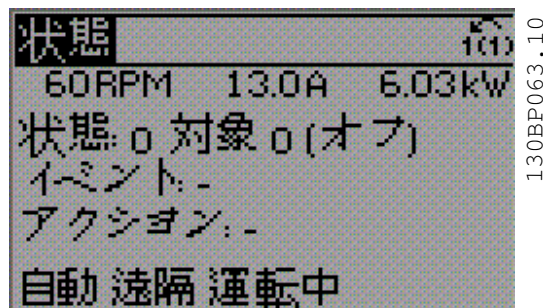 状態 1(1)
60RPM 13.0A 6.03kW
状態: 0 対象 0 (オフ)
イベント: -
アクション: -
自動 遠隔 運転中
130BP063.10